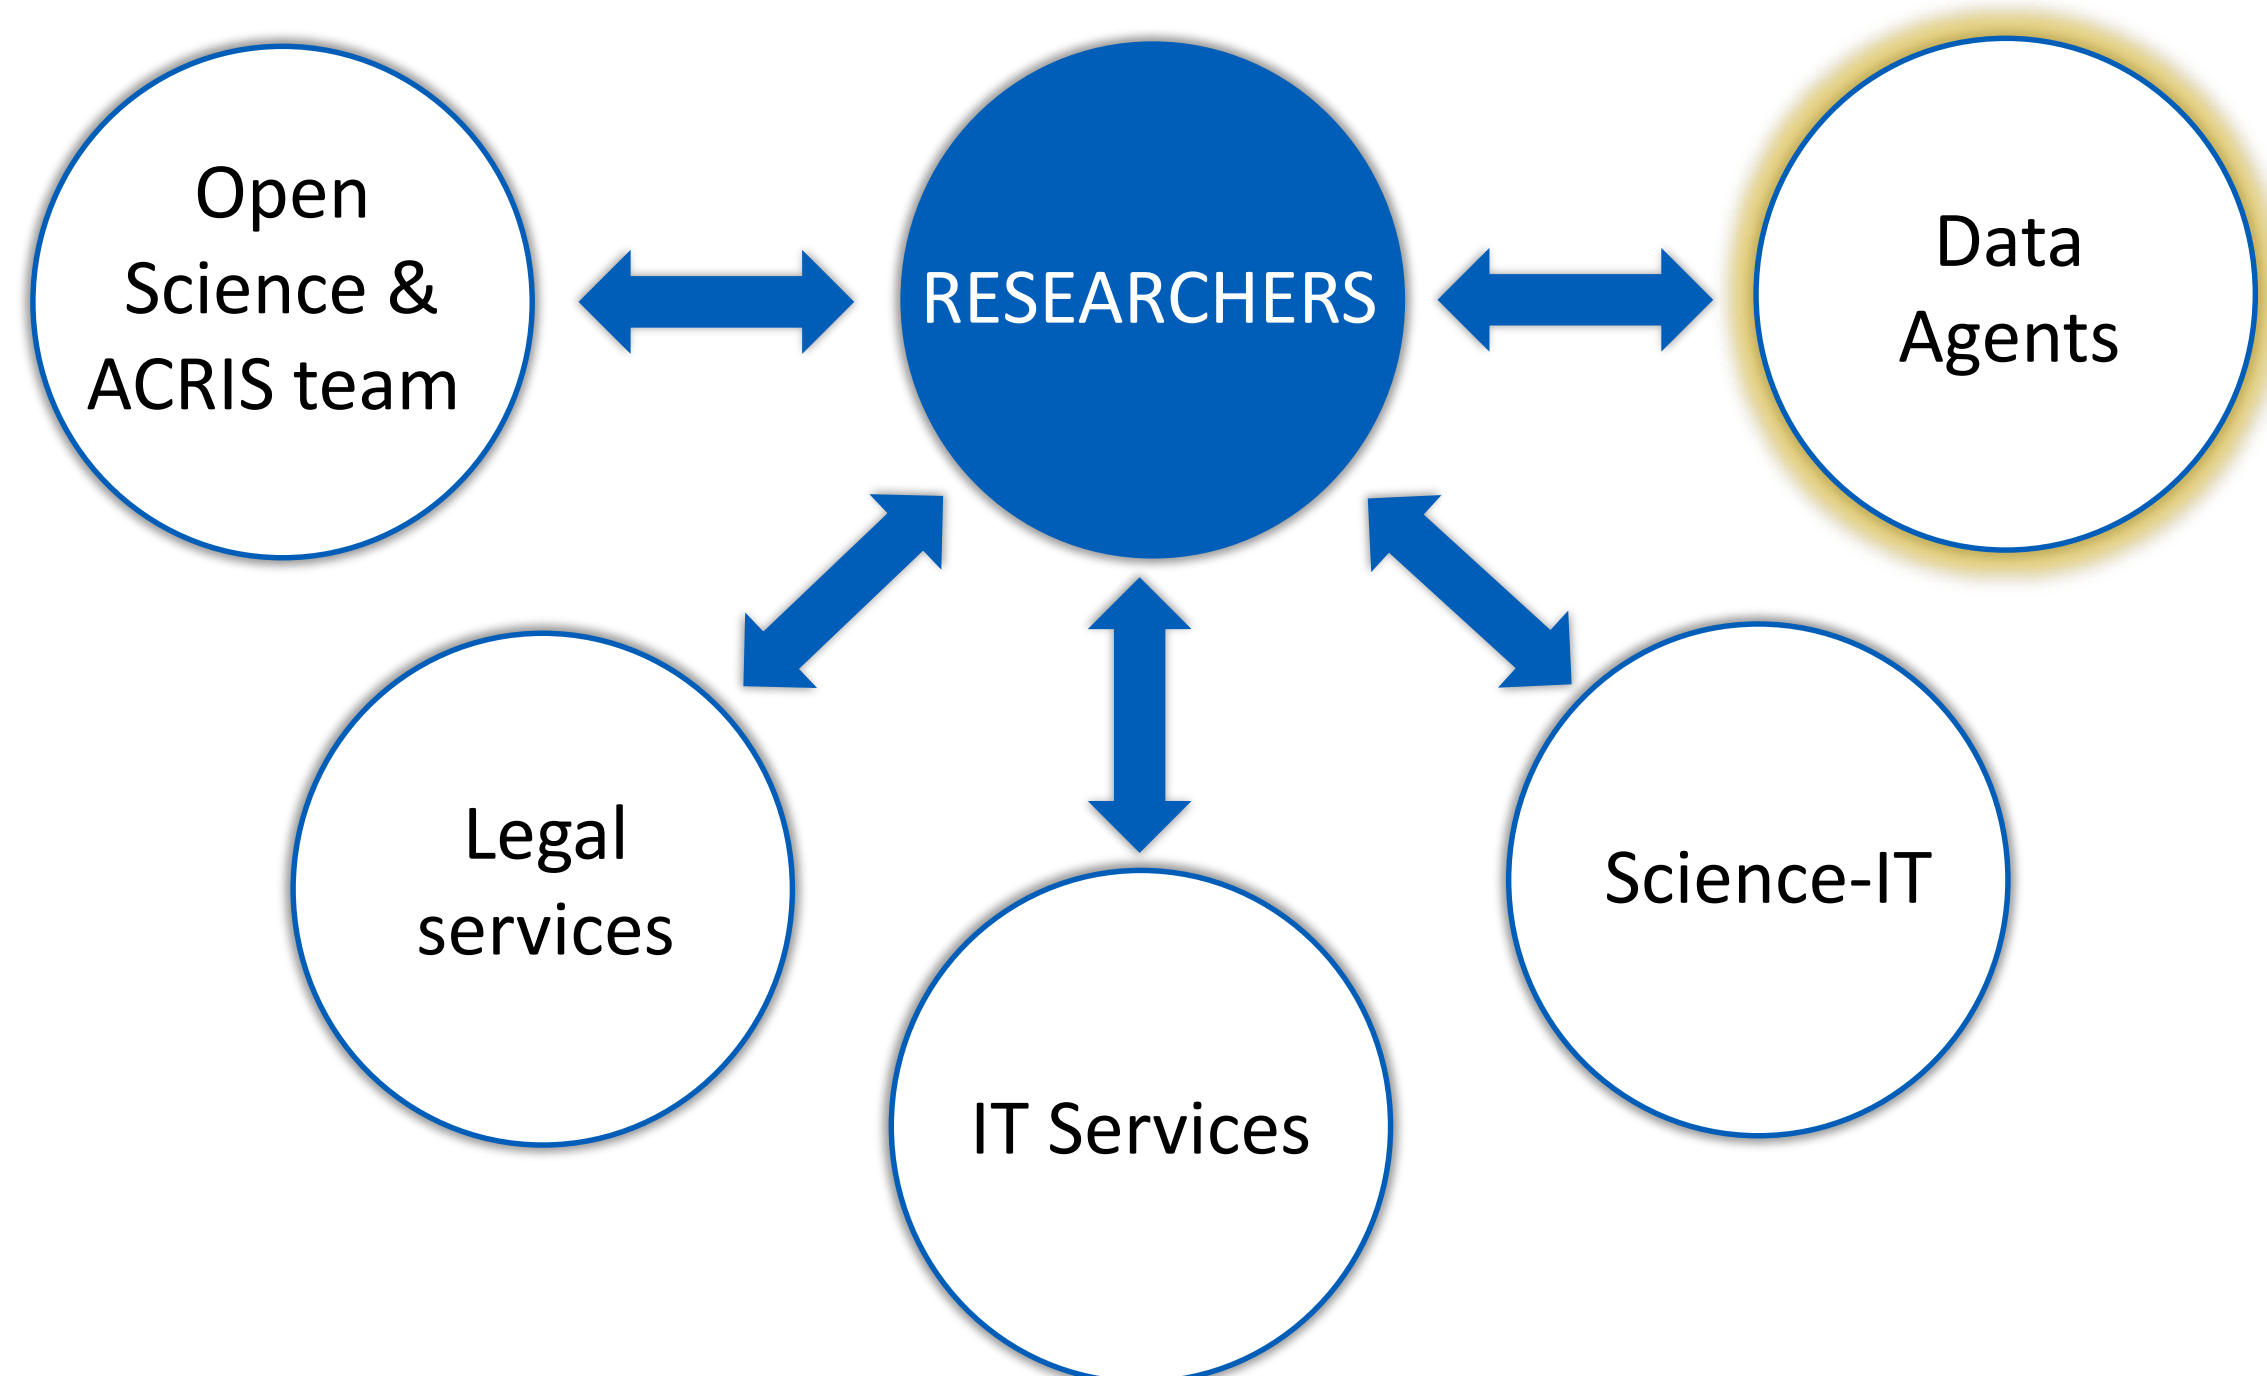 Open
Science &
ACRIS team
RESEARCHERS
Data
Agents
Legal
services
IT Services
Science-IT